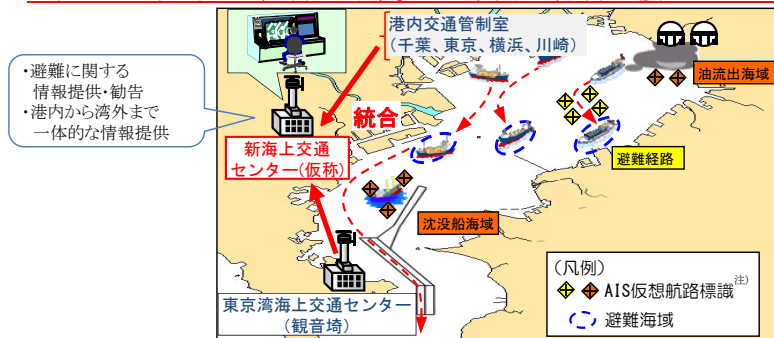 港内交通管制室
(千葉、東京、横浜、川崎)
・避難に関する
情報提供・勧告
・港内から湾外まで
一体的な情報提供
統合
新海上交通
センター(仮称)
油流出海域
避難経路
沈没船海域
東京湾海上交通センター
(観音埼)
(凡例)
AIS仮想航路標識注)
避難海域